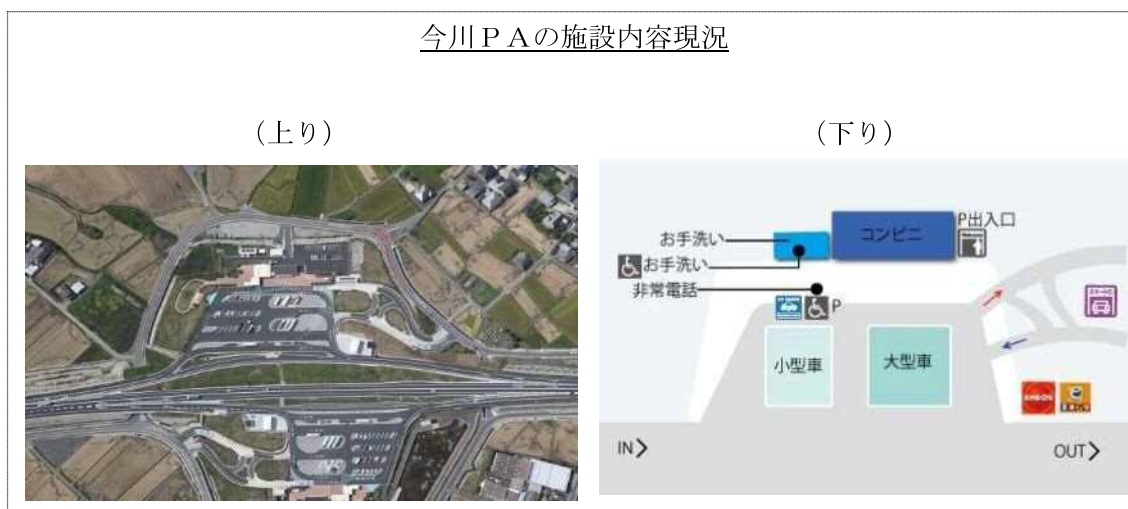 今川ＰＡの施設内容現況
（上り）
（下り）
コンビニ
P出入口
お手洗い
お手洗い
非常電話
P
小型車
大型車
IN
OUT